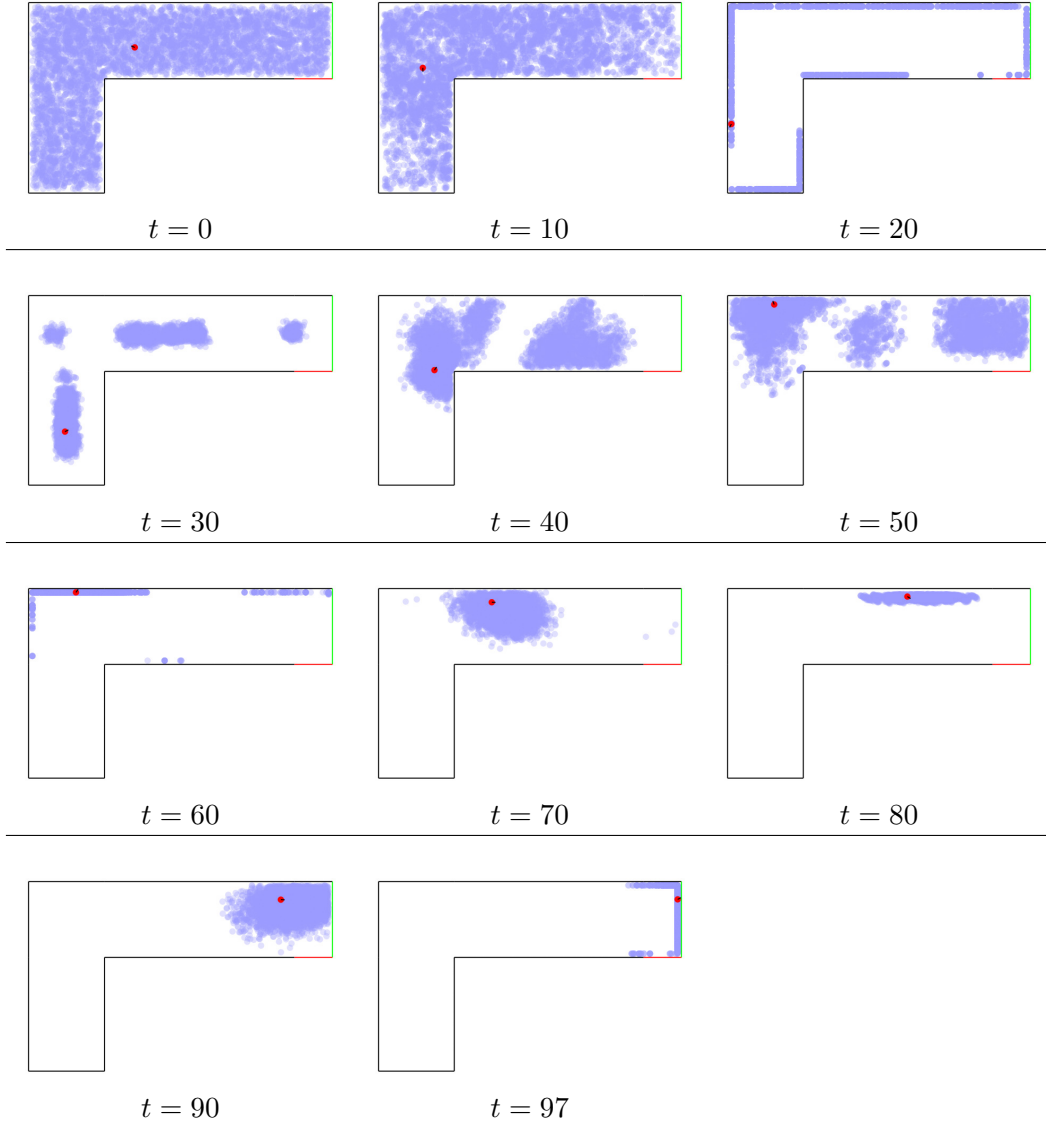 t = 0
t = 10
t = 20
t = 30
t = 40
t = 50
t = 60
t = 70
t = 80
t = 90
t = 97